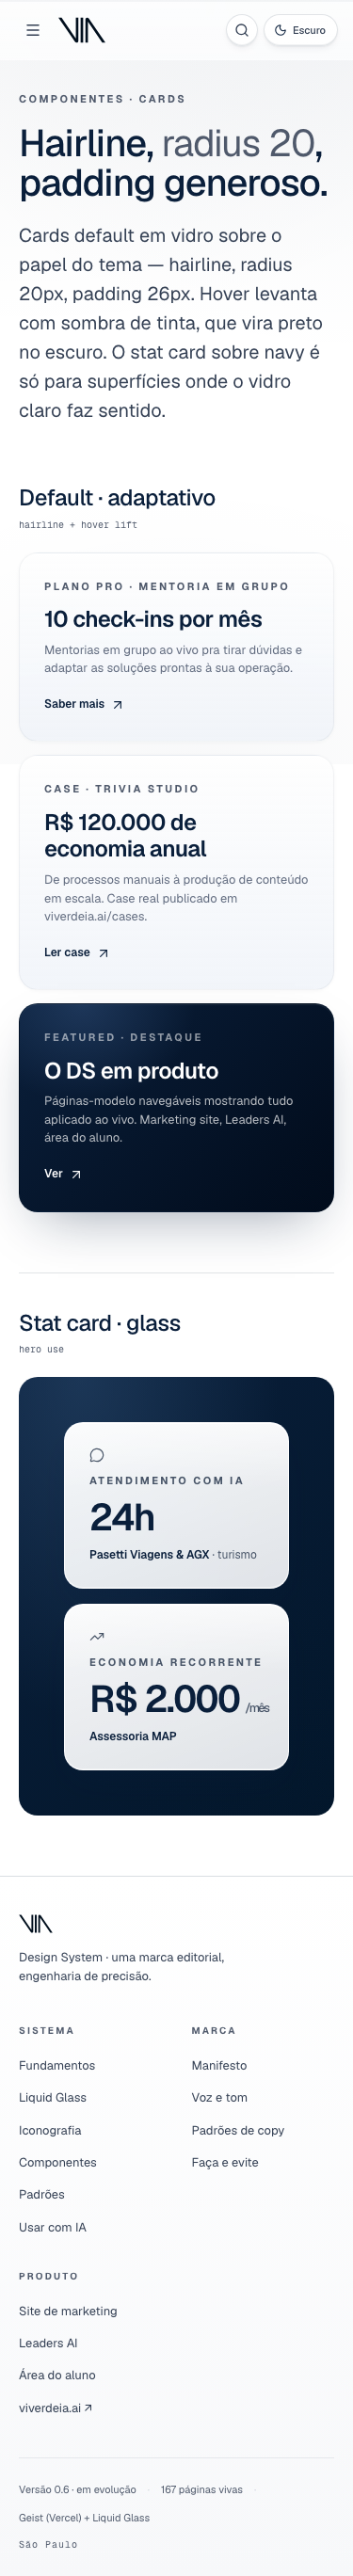 VIA
Escuro
COMPONENTES · CARDS
Hairline, radius 20,
padding generoso.
Cards default em vidro sobre o
papel do tema — hairline, radius
20px, padding 26px. Hover levanta
com sombra de tinta, que vira preto
no escuro. O stat card sobre navy é
só para superfícies onde o vidro
claro faz sentido.
Default · adaptativo
hairline + hover lift
PLANO PRO · MENTORIA EM GRUPO
10 check-ins por mês
Mentorias em grupo ao vivo pra tirar dúvidas e
adaptar as soluções prontas à sua operação.
Saber mais ↗
CASE · TRIVIA STUDIO
R$ 120.000 de
economia anual
De processos manuais à produção de conteúdo
em escala. Case real publicado em
viverdeia.ai/cases.
Ler case ↗
FEATURED · DESTAQUE
O DS em produto
Páginas-modelo navegáveis mostrando tudo
aplicado ao vivo. Marketing site, Leaders AI,
área do aluno.
Ver ↗
Stat card · glass
hero use
ATENDIMENTO COM IA
24h
Pasetti Viagens & AGX · turismo
ECONOMIA RECORRENTE
R$ 2.000 /mês
Assessoria MAP
VIA
Design System · uma marca editorial,
engenharia de precisão.
SISTEMA
Fundamentos
Liquid Glass
Iconografia
Componentes
Padrões
Usar com IA
MARCA
Manifesto
Voz e tom
Padrões de copy
Faça e evite
PRODUTO
Site de marketing
Leaders AI
Área do aluno
viverdeia.ai ↗
Versão 0.6 · em evolução · 167 páginas vivas ·
Geist (Vercel) + Liquid Glass
São Paulo